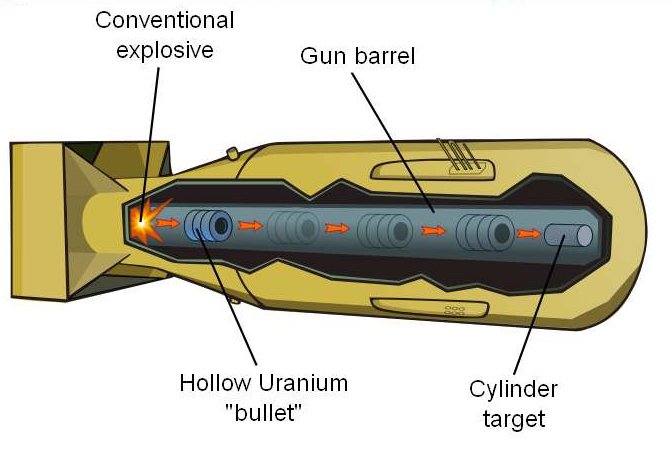 Conventional
explosive
Gun barrel
Hollow Uranium
"bullet"
Cylinder
target